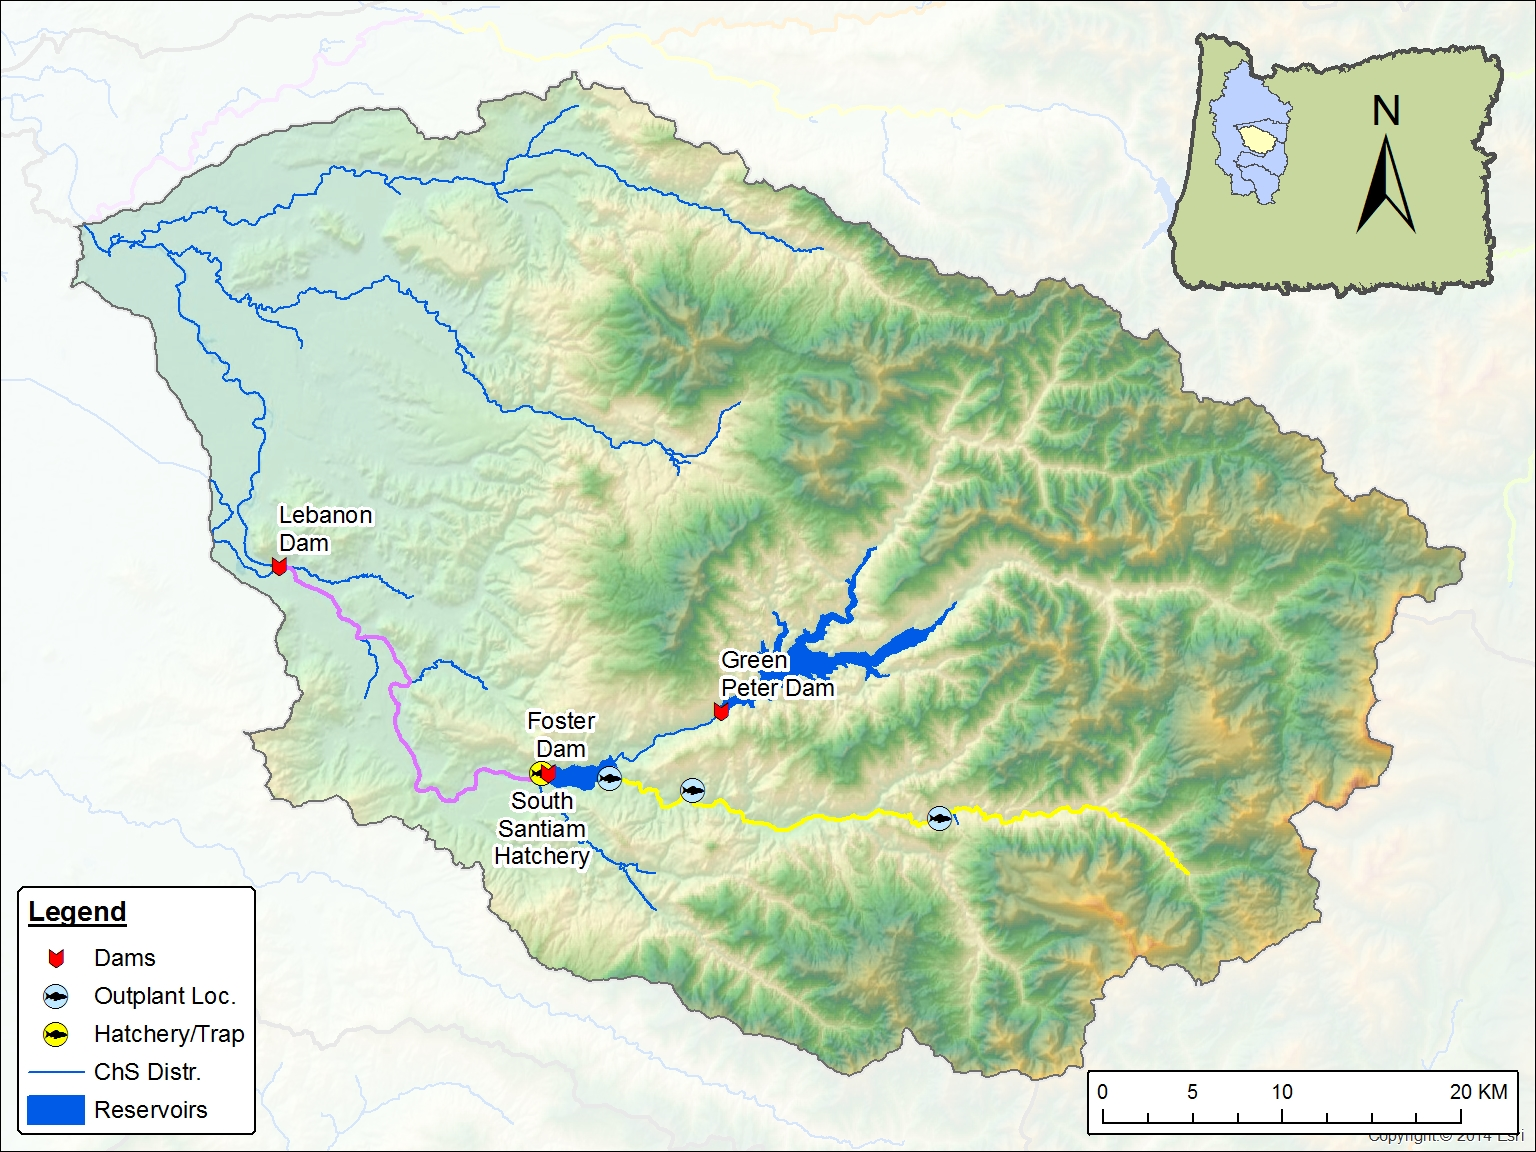 N
Lebanon
Dam
Green
Peter Dam
Foster
Dam
South
Santiam
Hatchery
Legend
Dams
Outplant Loc.
Hatchery/Trap
ChS Distr.
Reservoirs
0 5 10 20 KM
Copyright:© 2014 Esri